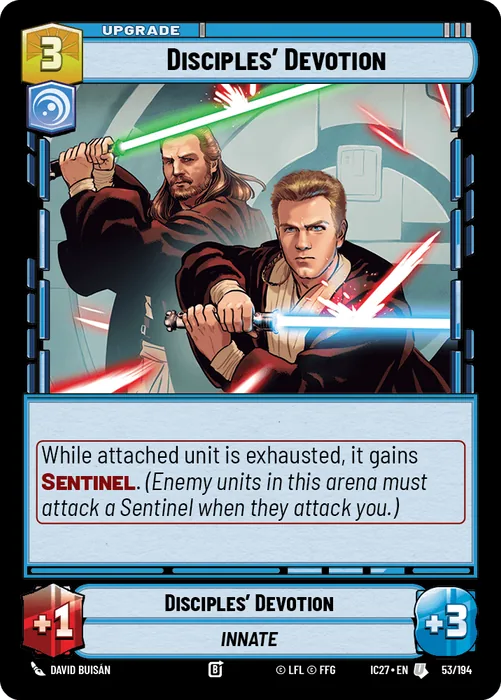 UPGRADE
3
DISCIPLES' DEVOTION
While attached unit is exhausted, it gains
SENTINEL. (Enemy units in this arena must
attack a Sentinel when they attack you.)
+1
DISCIPLES' DEVOTION
+3
INNATE
DAVID BUISÁN
B
© LFL © FFG
IC27 • EN
53/194